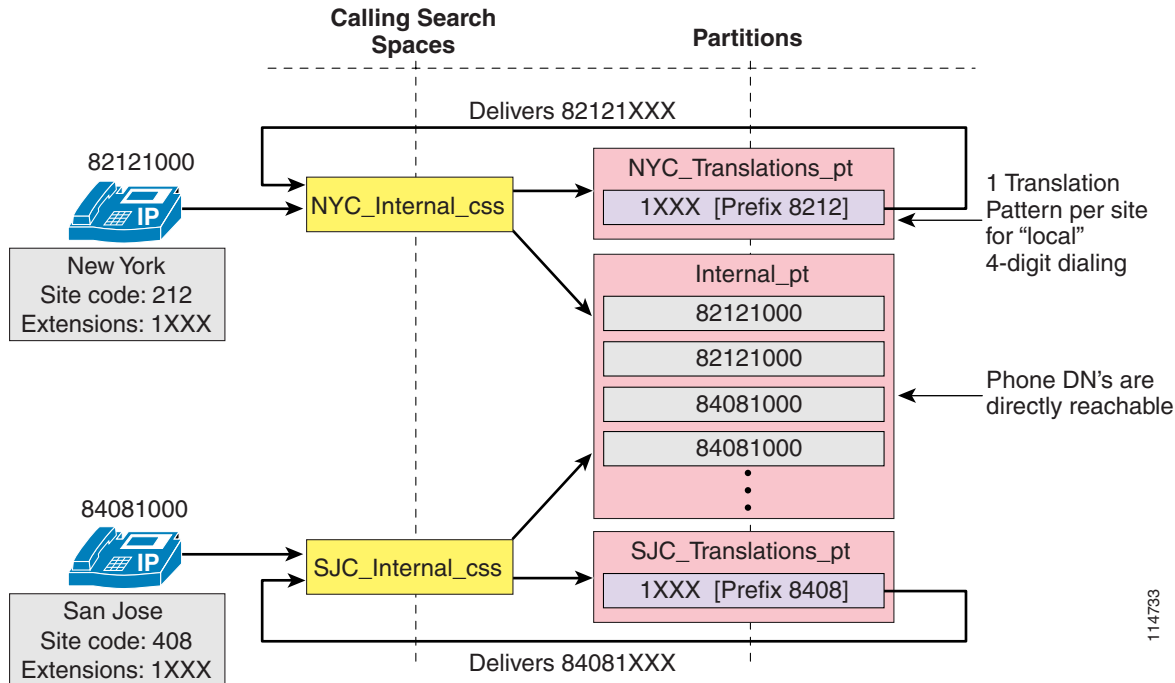 Calling Search
Spaces
Partitions
Delivers 82121XXX
82121000
IP
New York
Site code: 212
Extensions: 1XXX
NYC_Internal_css
NYC_Translations_pt
1XXX [Prefix 8212]
1 Translation
Pattern per site
for “local”
4-digit dialing
Internal_pt
82121000
82121000
84081000
84081000
Phone DN's are
directly reachable
84081000
IP
San Jose
Site code: 408
Extensions: 1XXX
SJC_Internal_css
SJC_Translations_pt
1XXX [Prefix 8408]
Delivers 84081XXX
114733